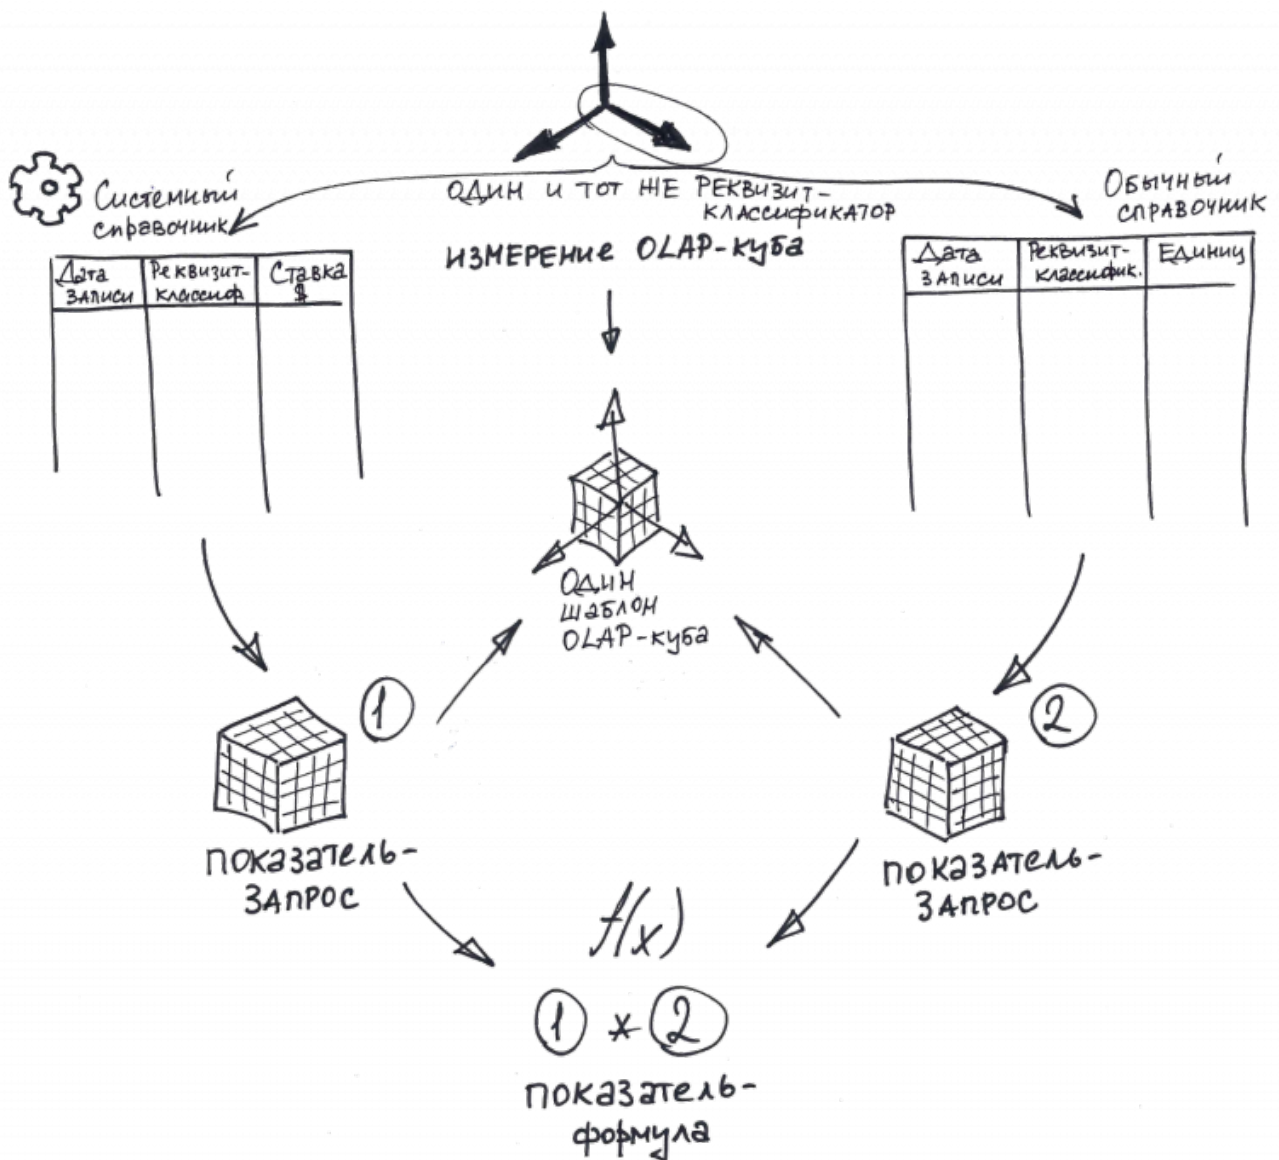 Системный
справочник
ОДИН И ТОТ ЖЕ РЕКВИЗИТ-
КЛАССИФИКАТОР
ИЗМЕРЕНИЕ OLAP-куба
Обычный
СПРАВОЧНИК
Дата
ЗАПИСИ
Реквизит-
классиф.
Ставка
$
Дата
ЗАПИСИ
Реквизит-
классифик.
Единиц
Один
шаблон
OLAP-куба
1
2
показатель-
ЗАПРОС
показатель-
ЗАПРОС
f(x)
1 * 2
показатель-
формула